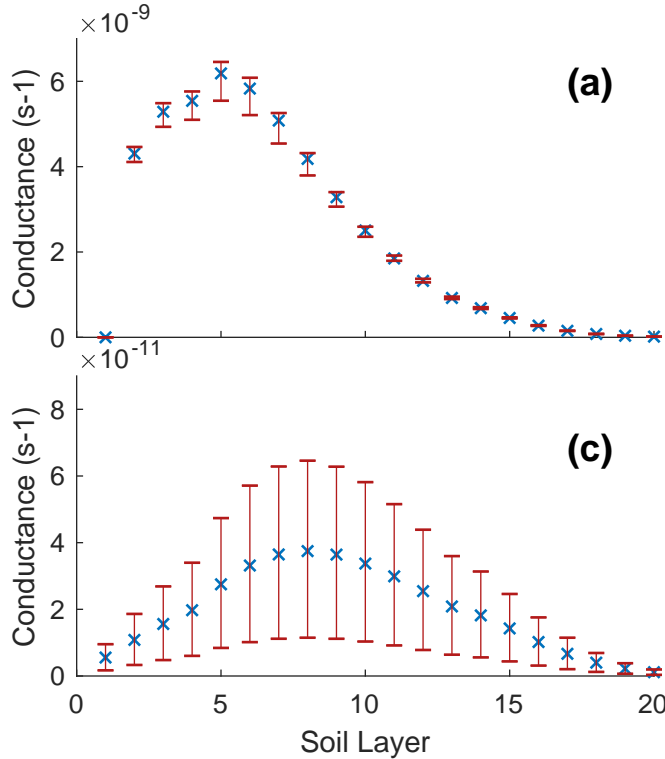 ×10^-9
(a)
Conductance (s-1)
6
4
2
0
×10^-11
(c)
Conductance (s-1)
8
6
4
2
0
0 5 10 15 20
Soil Layer